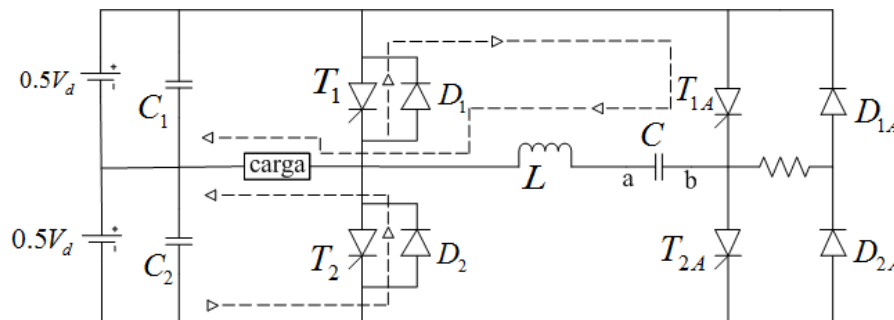 0.5V_d
C_1
T_1
D_1
T_1A
D_1A
carga
L
a
C
b
0.5V_d
C_2
T_2
D_2
T_2A
D_2A